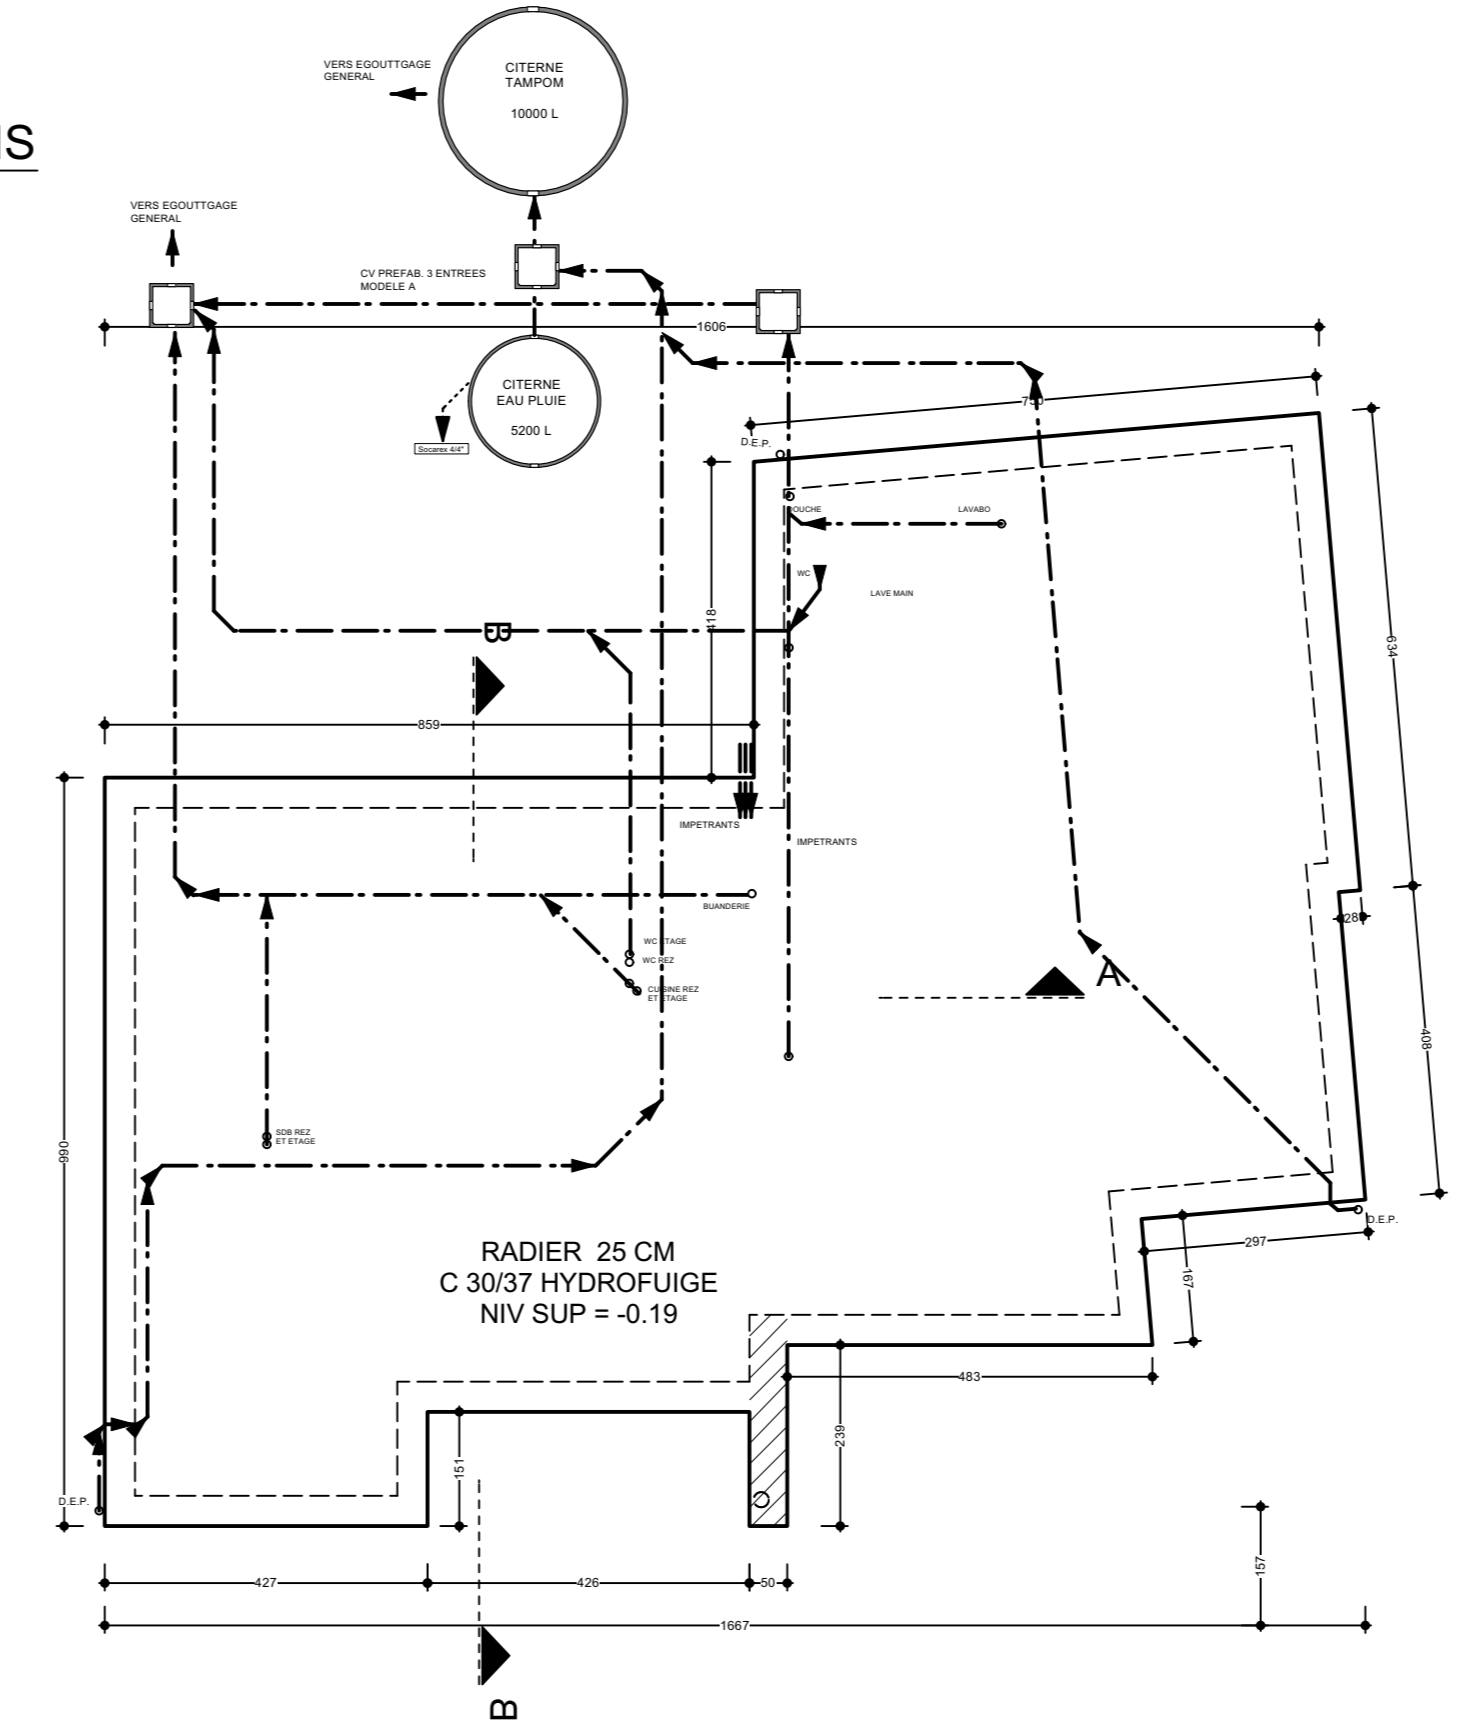 CITERNE
TAMPOM
10000 L
VERS EGOUTTGAGE
GENERAL
NS
VERS EGOUTTGAGE
GENERAL
CV PREFAB. 3 ENTREES
MODELE A
1606
CITERNE
EAU PLUIE
5200 L
Socarex 4/4"
750
D.E.P.
DOUCHE
LAVABO
WC
LAVE MAIN
418
B
634
859
IMPETRANTS
IMPETRANTS
BUANDERIE
28
WC ETAGE
WC REZ
CUISINE REZ
ET ETAGE
A
408
990
SDB REZ
ET ETAGE
D.E.P.
297
167
RADIER 25 CM
C 30/37 HYDROFUIGE
NIV SUP = -0.19
483
239
151
D.E.P.
157
427
426
50
1667
B